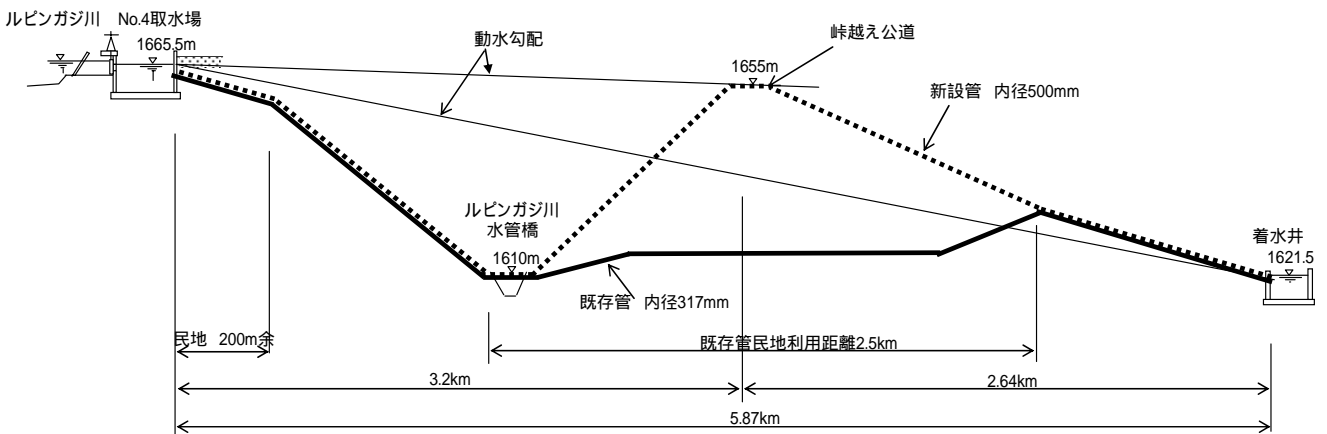 ルピンガジ川 No.4取水場
1665.5m
動水勾配
峠越え公道
1655m
新設管 内径500mm
ルピンガジ川
水管橋
1610m
着水井
1621.5
既存管 内径317mm
民地 200m余
既存管民地利用距離2.5km
3.2km
2.64km
5.87km